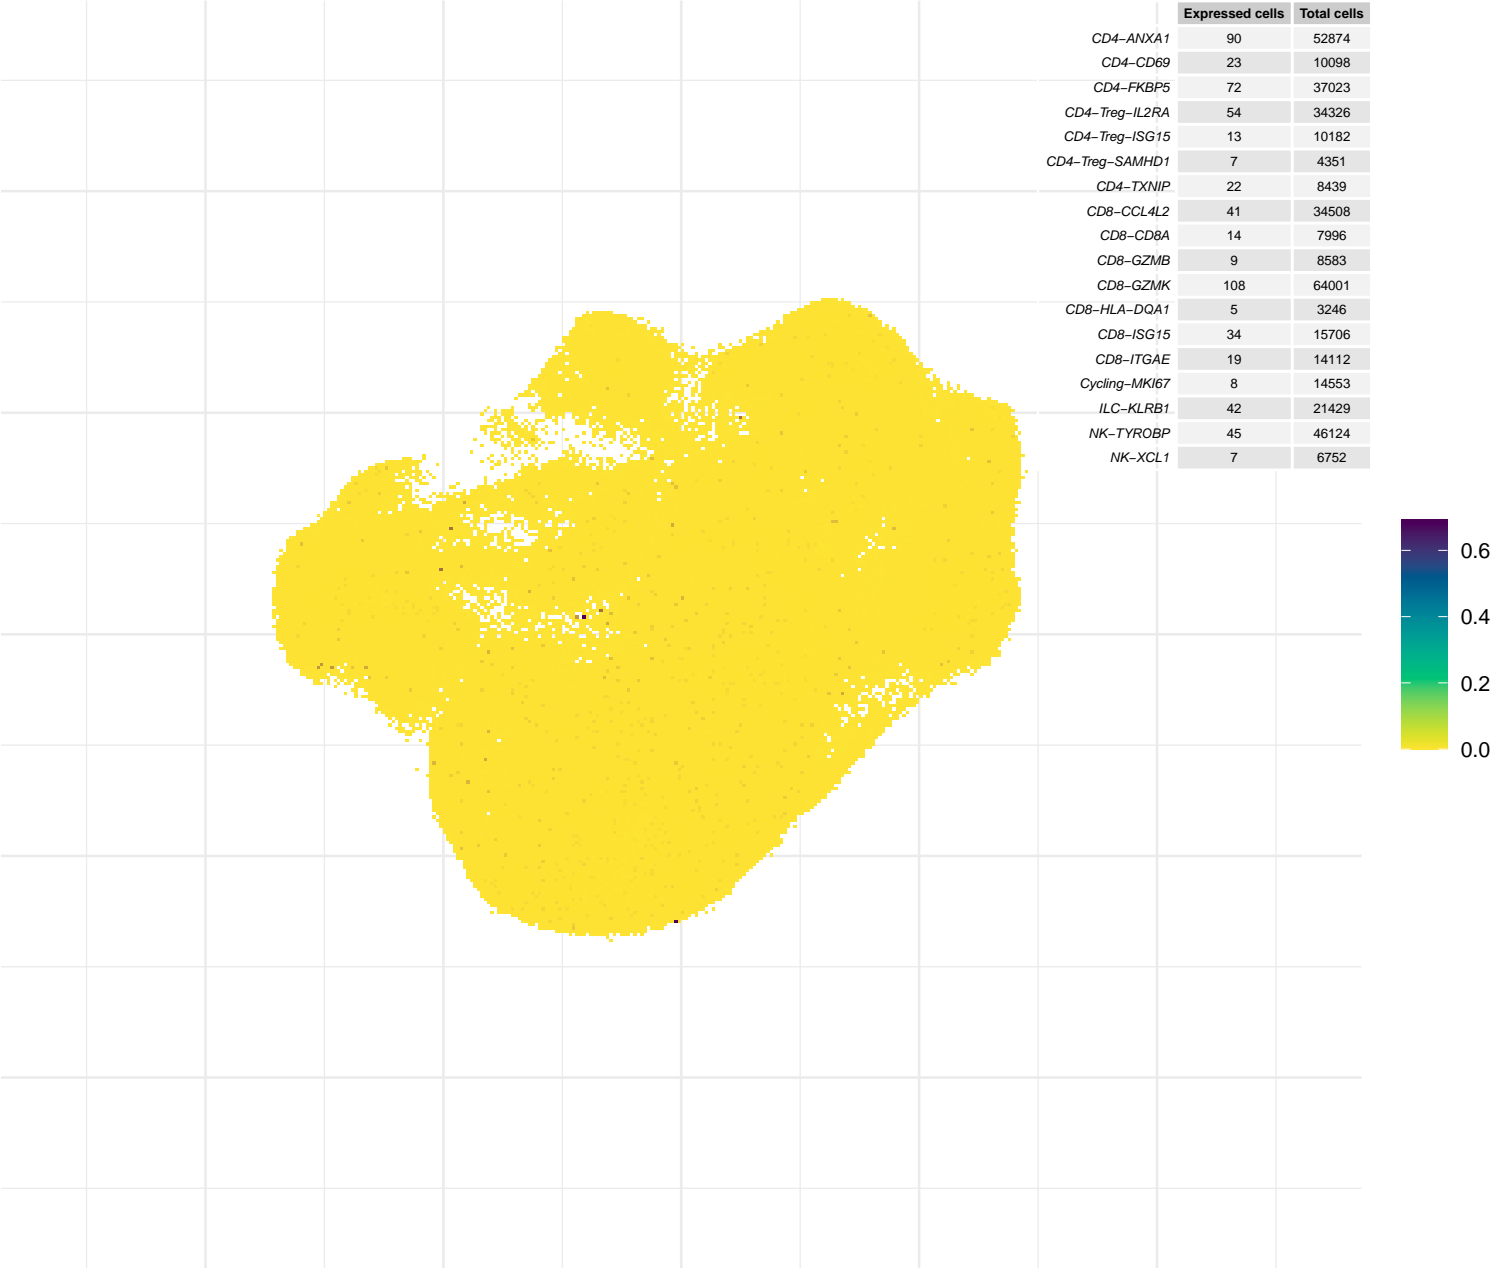 Expressed cells Total cells
CD4−ANXA1 90 52874
CD4−CD69 23 10098
CD4−FKBP5 72 37023
CD4−Treg−IL2RA 54 34326
CD4−Treg−ISG15 13 10182
CD4−Treg−SAMHD1 7 4351
CD4−TXNIP 22 8439
CD8−CCL4L2 41 34508
CD8−CD8A 14 7996
CD8−GZMB 9 8583
CD8−GZMK 108 64001
CD8−HLA−DQA1 5 3246
CD8−ISG15 34 15706
CD8−ITGAE 19 14112
Cycling−MKI67 8 14553
ILC−KLRB1 42 21429
NK−TYROBP 45 46124
NK−XCL1 7 6752
0.6
0.4
0.2
0.0